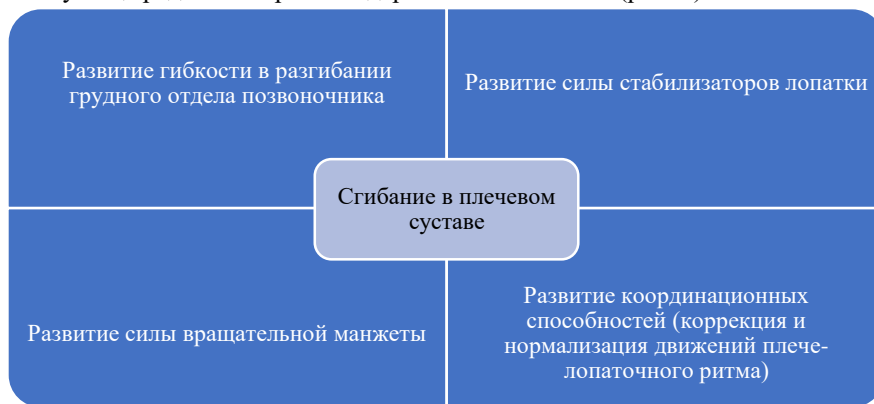 Развитие гибкости в разгибании
грудного отдела позвоночника
Развитие силы стабилизаторов лопатки
Сгибание в плечевом
суставе
Развитие силы вращательной манжеты
Развитие координационных
способностей (коррекция и
нормализация движений плече-
лопаточного ритма)